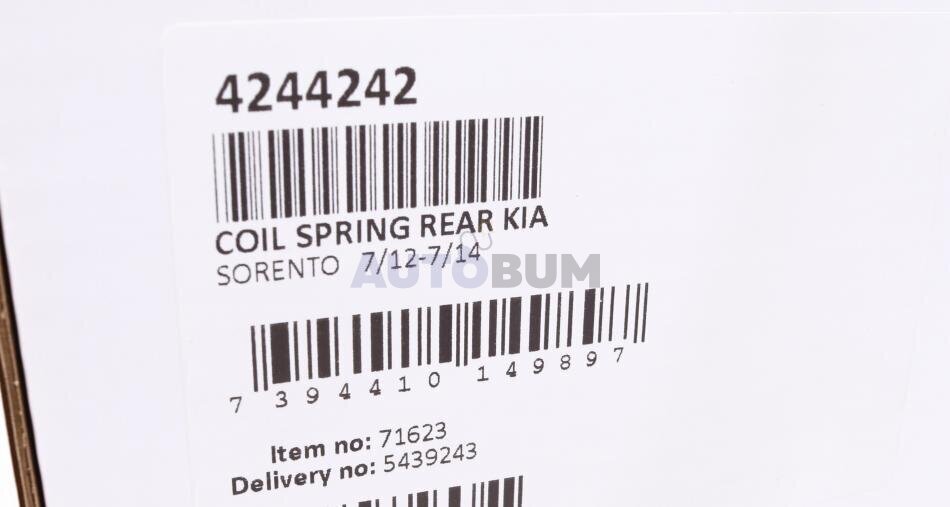 4244242
COIL SPRING REAR KIA
SORENTO 7/12-7/14
AUTOBUM
7 394410 149897
Item no: 71623
Delivery no: 5439243